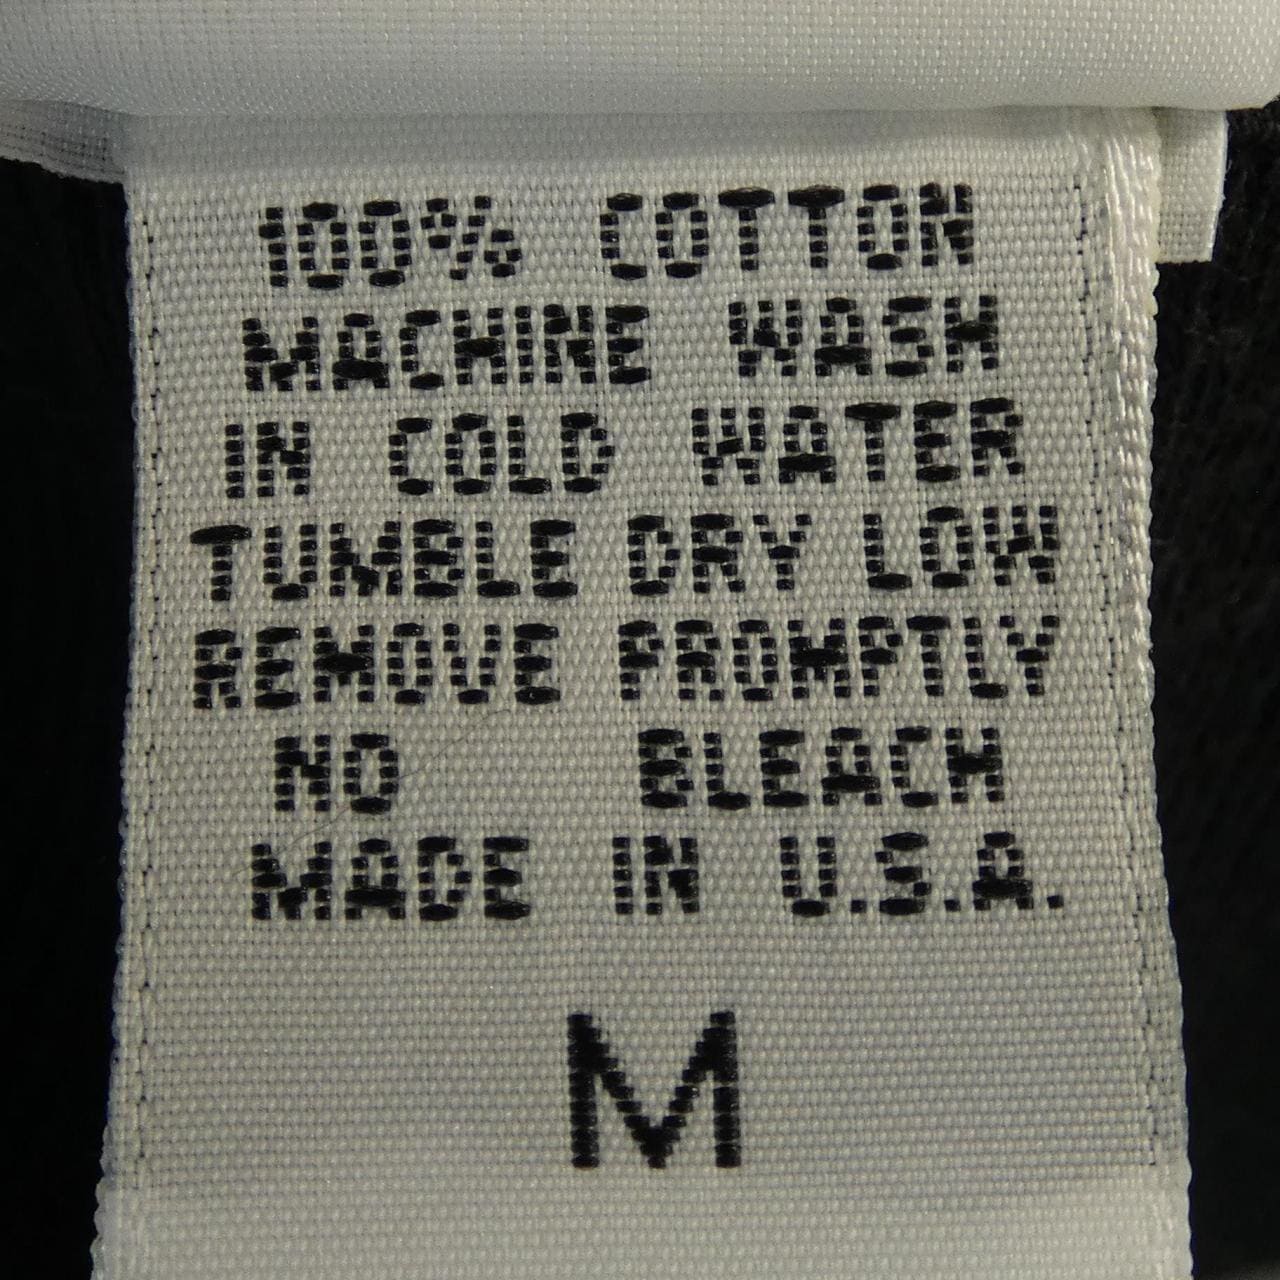 100% COTTON
MACHINE WASH
IN COLD WATER
TUMBLE DRY LOW
REMOVE PROMPTLY
NO BLEACH
MADE IN U.S.A.
M